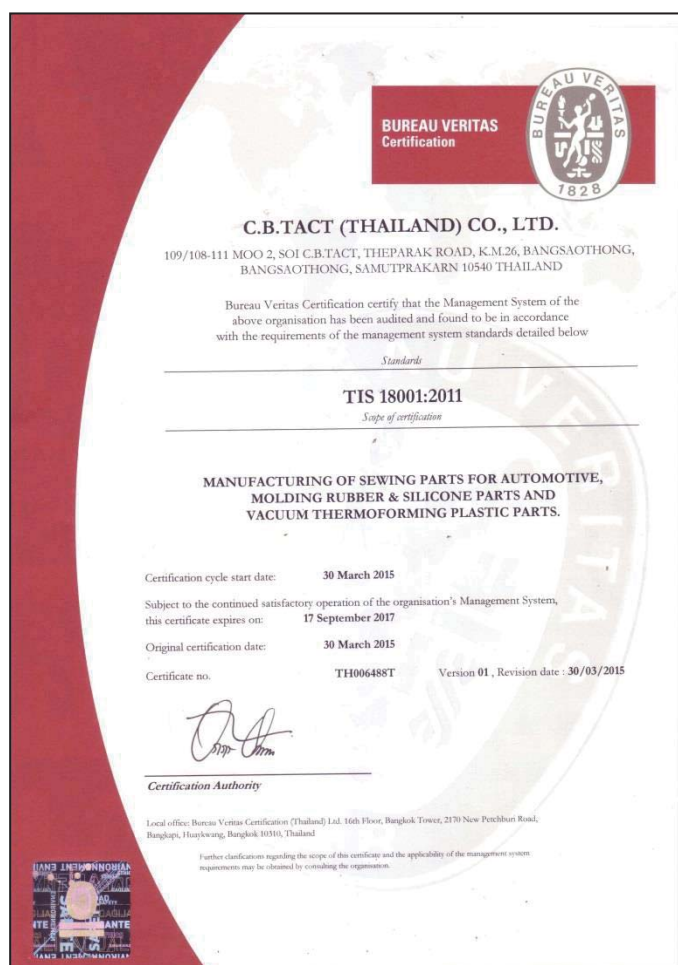 BUREAU VERITAS
Certification
BUREAU VERITAS
1828
C.B.TACT (THAILAND) CO., LTD.
109/108-111 MOO 2, SOI C.B.TACT, THEPARAK ROAD, K.M.26, BANGSAOTHONG,
BANGSAOTHONG, SAMUTPRAKARN 10540 THAILAND
Bureau Veritas Certification certify that the Management System of the
above organisation has been audited and found to be in accordance
with the requirements of the management system standards detailed below
Standards
TIS 18001:2011
Scope of certification
MANUFACTURING OF SEWING PARTS FOR AUTOMOTIVE,
MOLDING RUBBER & SILICONE PARTS AND
VACUUM THERMOFORMING PLASTIC PARTS.
Certification cycle start date: 30 March 2015
Subject to the continued satisfactory operation of the organisation's Management System,
this certificate expires on: 17 September 2017
Original certification date: 30 March 2015
Certificate no. TH006488T Version 01 , Revision date : 30/03/2015
Certification Authority
Local office: Bureau Veritas Certification (Thailand) Ltd. 16th Floor, Bangkok Tower, 2170 New Petchburi Road,
Bangkapi, Huaykwang, Bangkok 10310, Thailand
Further clarifications regarding the scope of this certificate and the applicability of the management system
requirements may be obtained by consulting the organisation.